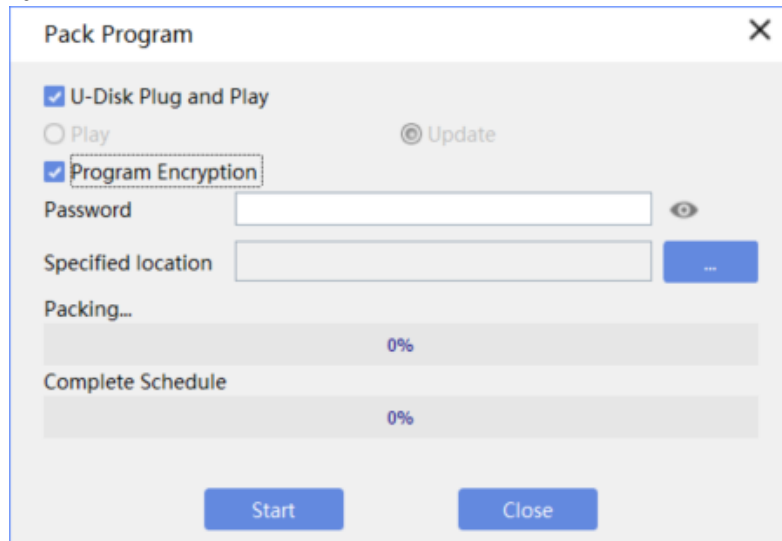 Pack Program
U-Disk Plug and Play
Play Update
Program Encryption
Password
Specified location ...
Packing...
0%
Complete Schedule
0%
Start Close